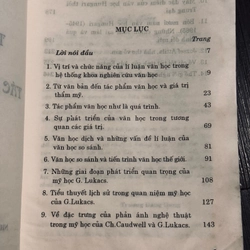 MỤC LỤC
Trang
Lời nói đầu 7
1. Vị trí và chức năng của lí luận văn học trong
hệ thống khoa nghiên cứu văn học. 9
2. Từ văn bản đến tác phẩm văn học và giá trị
thẩm mỹ. 23
3. Tác phẩm văn học như là quá trình. 43
4. Sự phát triển của văn học trong tương
quan các giá trị. 69
5. Văn học dịch và những vấn đề lí luận của
văn học so sánh. 81
6. Văn học so sánh và tiến trình văn học thế giới. 91
7. Những giai đoạn phát triển quan trọng của
mỹ học G. Lukacs. 108
8. Tiểu thuyết lịch sử trong quan niệm mỹ học
của G.Lukacs. 127
9. Về đặc trưng của phản ánh nghệ thuật
trong mỹ học của Ch.Caudwell và G.Lukacs. 143